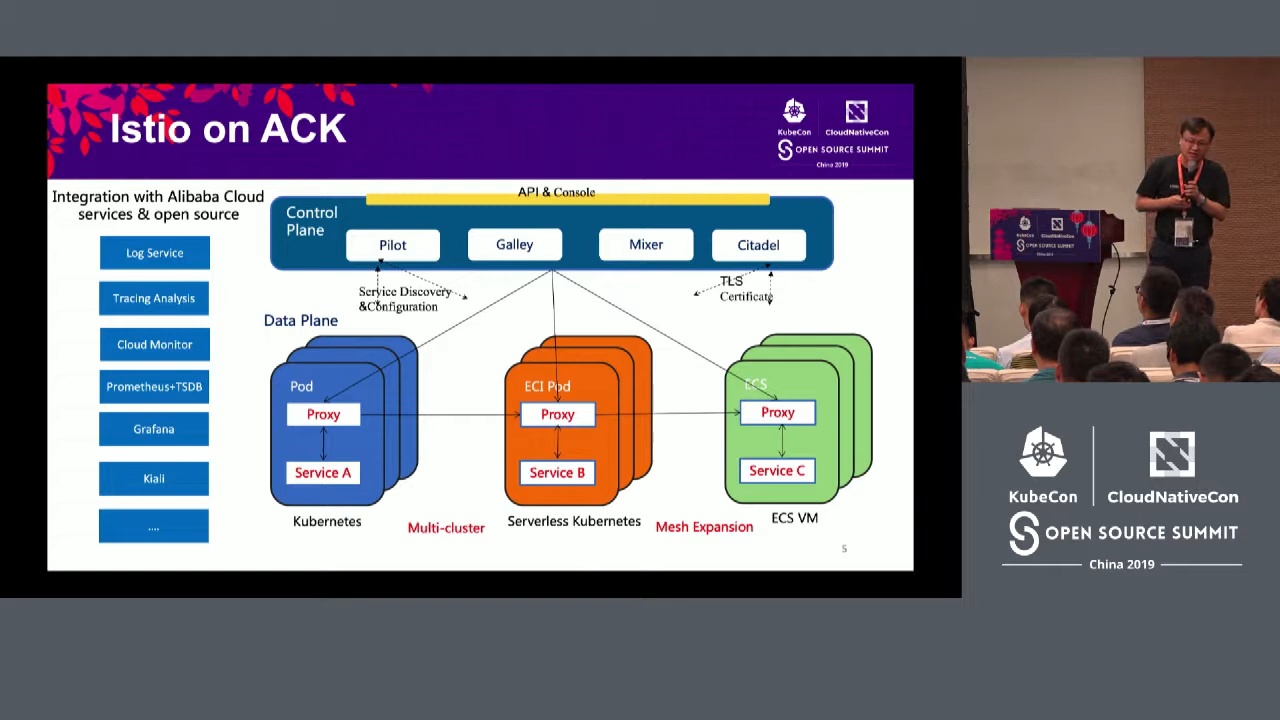 Istio on ACK
KubeCon
CloudNativeCon
OPEN SOURCE SUMMIT
China 2019
Integration with Alibaba Cloud
services & open source
Log Service
Tracing Analysis
Cloud Monitor
Prometheus+TSDB
Grafana
Kiali
....
API & Console
Control
Plane
Pilot
Galley
Mixer
Citadel
Service Discovery
&Configuration
TLS
Certificate
Data Plane
Pod
Proxy
Service A
Kubernetes
Multi-cluster
ECI Pod
Proxy
Service B
Serverless Kubernetes
Mesh Expansion
ECS
Proxy
Service C
ECS VM
5
OPEN SOURCE SUMMIT
KubeCon
CloudNativeCon
OPEN SOURCE SUMMIT
China 2019